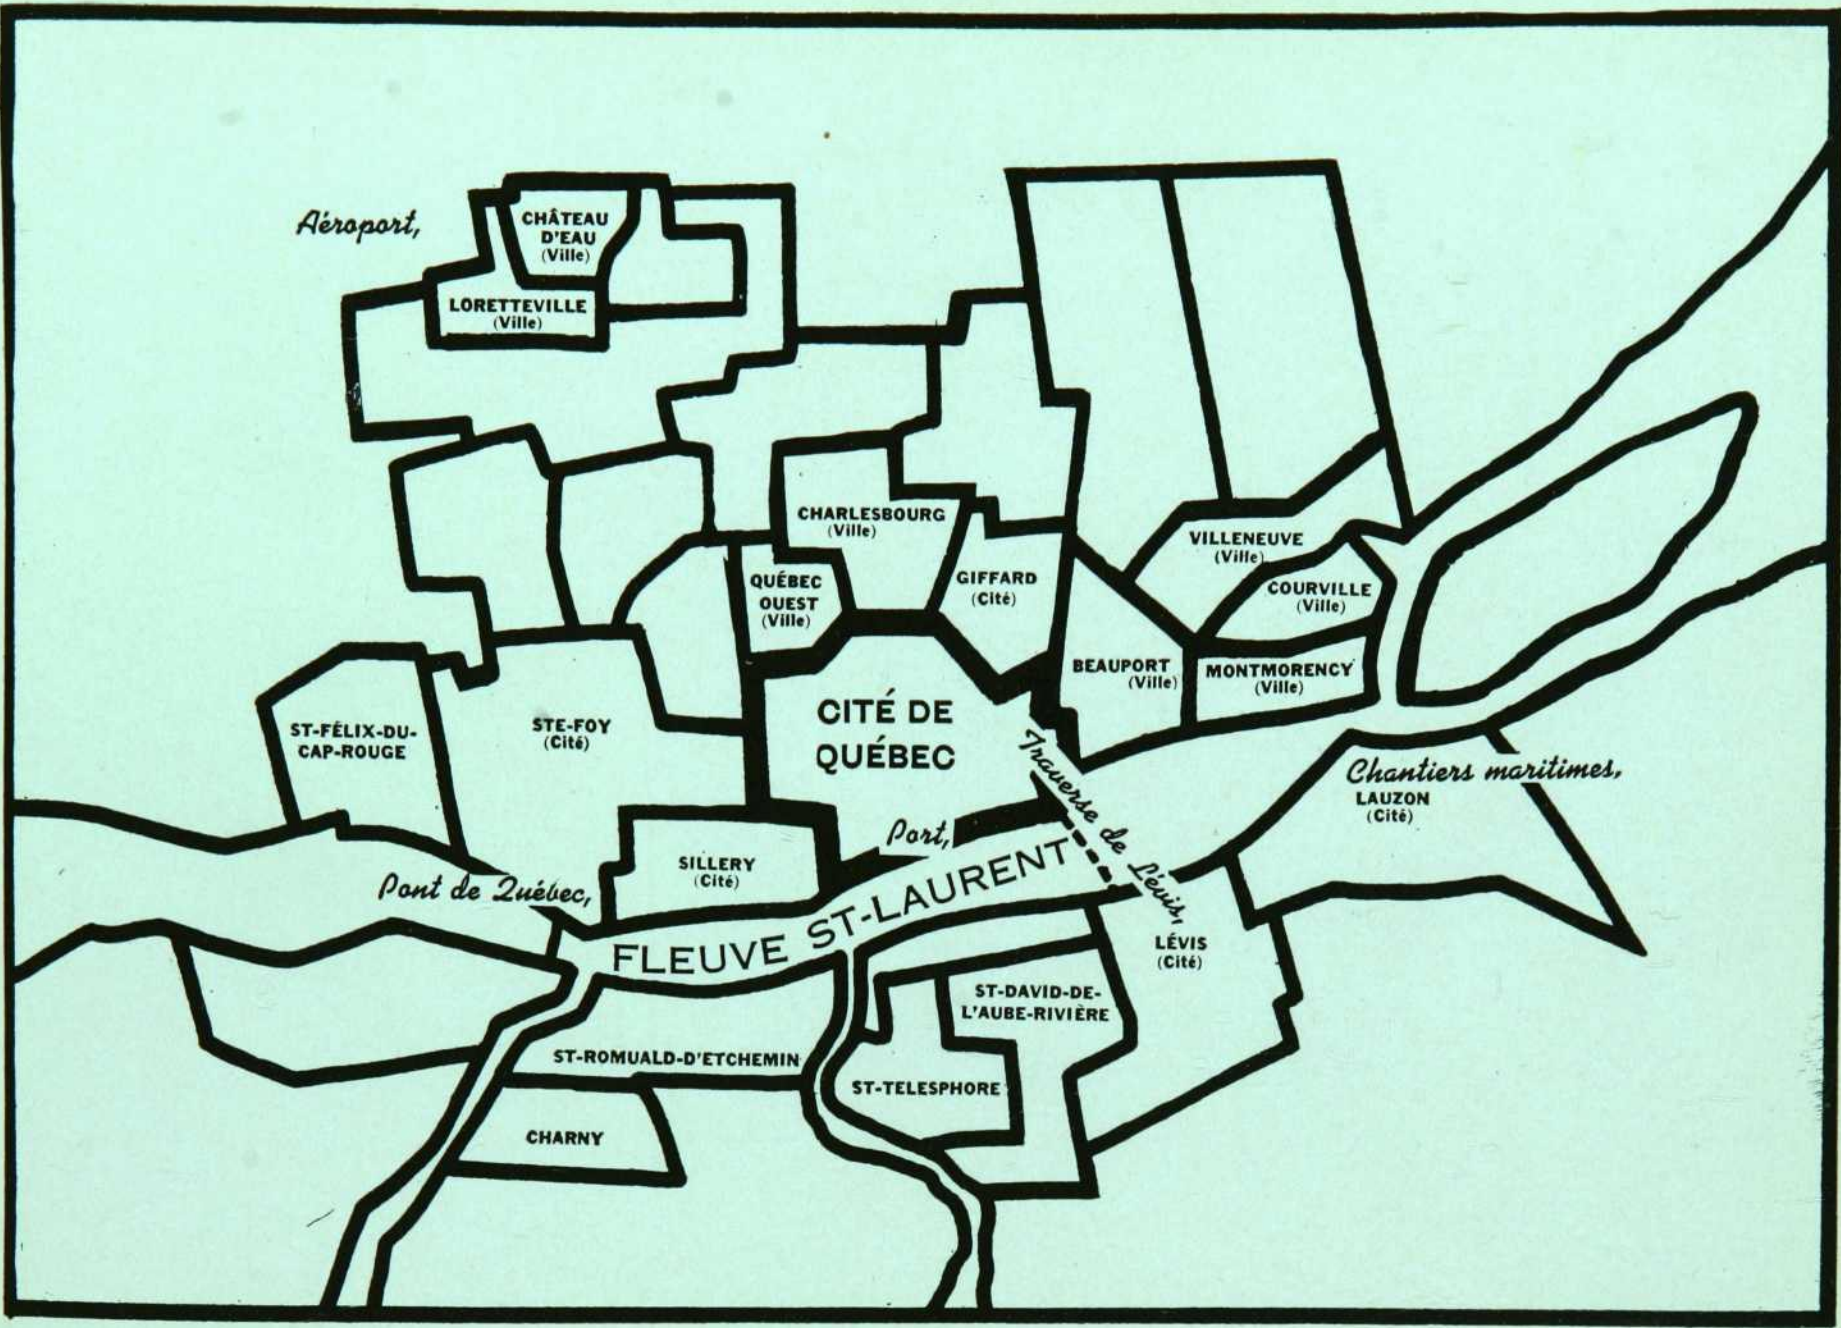 Aéroport,
CHÂTEAU
D'EAU
(Ville)
LORETTEVILLE
(Ville)
CHARLESBOURG
(Ville)
QUÉBEC
OUEST
(Ville)
GIFFARD
(Cité)
VILLENEUVE
(Ville)
COURVILLE
(Ville)
BEAUPORT
(Ville)
MONTMORENCY
(Ville)
ST-FÉLIX-DU-
CAP-ROUGE
STE-FOY
(Cité)
CITÉ DE
QUÉBEC
Traverse de Lévis,
Chantiers maritimes,
LAUZON
(Cité)
Port,
SILLERY
(Cité)
Pont de Québec,
FLEUVE ST-LAURENT
LÉVIS
(Cité)
ST-DAVID-DE-
L'AUBE-RIVIÈRE
ST-ROMUALD-D'ETCHEMIN
ST-TELESPHORE
CHARNY